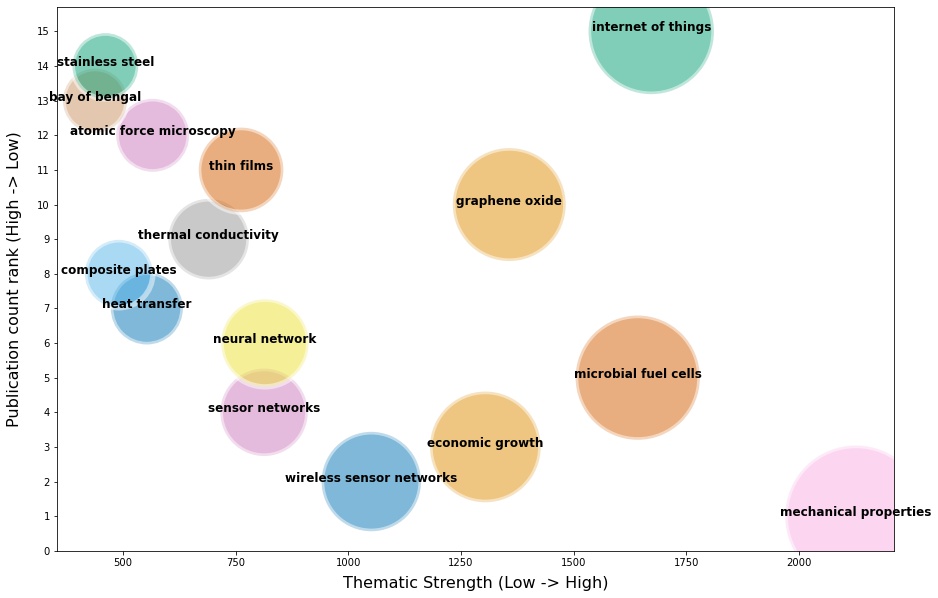 15
14
13
12
11
10
9
8
7
6
5
4
3
2
1
0
Publication count rank (High -> Low)
internet of things
stainless steel
bay of bengal
atomic force microscopy
thin films
graphene oxide
thermal conductivity
composite plates
heat transfer
neural network
microbial fuel cells
sensor networks
economic growth
wireless sensor networks
mechanical properties
500
750
1000
1250
1500
1750
2000
Thematic Strength (Low -> High)